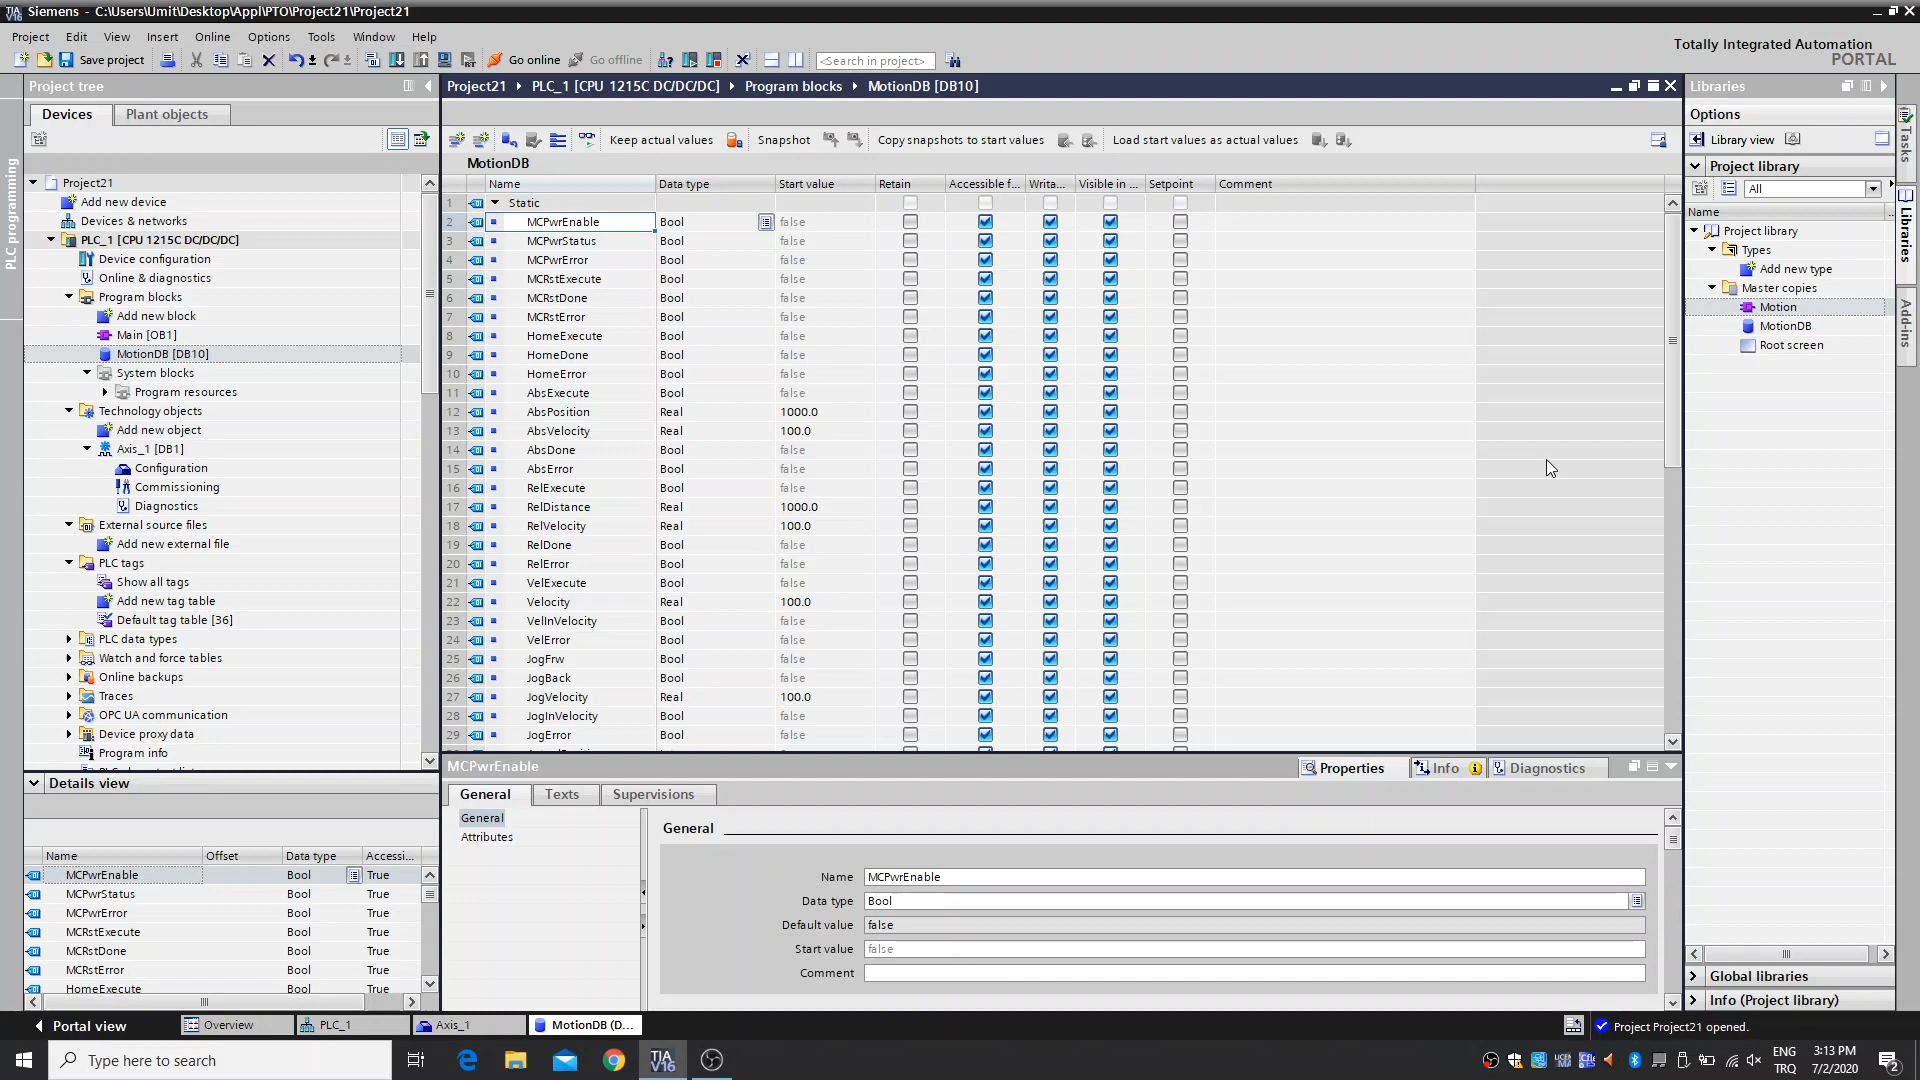 Siemens - C:\Users\Umit\Desktop\Appl\PTO\Project21\Project21
Project Edit View Insert Online Options Tools Window Help
Totally Integrated Automation
PORTAL
Save project
Go online
Go offline
<Search in project>
Project tree
Devices
Plant objects
PLC programming
Project21
Add new device
Devices & networks
PLC_1 [CPU 1215C DC/DC/DC]
Device configuration
Online & diagnostics
Program blocks
Add new block
Main [OB1]
MotionDB [DB10]
System blocks
Program resources
Technology objects
Add new object
Axis_1 [DB1]
Configuration
Commissioning
Diagnostics
External source files
Add new external file
PLC tags
Show all tags
Add new tag table
Default tag table [36]
PLC data types
Watch and force tables
Online backups
Traces
OPC UA communication
Device proxy data
Program info
Details view
Name Offset Data type Accessi...
MCPwrEnable Bool True
MCPwrStatus Bool True
MCPwrError Bool True
MCRstExecute Bool True
MCRstDone Bool True
MCRstError Bool True
HomeExecute Bool True
Project21 PLC_1 [CPU 1215C DC/DC/DC] Program blocks MotionDB [DB10]
Keep actual values Snapshot Copy snapshots to start values Load start values as actual values
MotionDB
Name Data type Start value Retain Accessible f... Writa... Visible in ... Setpoint Comment
1 Static
2 MCPwrEnable Bool false
3 MCPwrStatus Bool false
4 MCPwrError Bool false
5 MCRstExecute Bool false
6 MCRstDone Bool false
7 MCRstError Bool false
8 HomeExecute Bool false
9 HomeDone Bool false
10 HomeError Bool false
11 AbsExecute Bool false
12 AbsPosition Real 1000.0
13 AbsVelocity Real 100.0
14 AbsDone Bool false
15 AbsError Bool false
16 RelExecute Bool false
17 RelDistance Real 1000.0
18 RelVelocity Real 100.0
19 RelDone Bool false
20 RelError Bool false
21 VelExecute Bool false
22 Velocity Real 100.0
23 VelInVelocity Bool false
24 VelError Bool false
25 JogFrw Bool false
26 JogBack Bool false
27 JogVelocity Real 100.0
28 JogInVelocity Bool false
29 JogError Bool false
MCPwrEnable
Properties
Info
Diagnostics
General
Texts
Supervisions
General
Attributes
General
Name MCPwrEnable
Data type Bool
Default value false
Start value false
Comment
Libraries
Options
Library view
Project library
All
Name
Project library
Types
Add new type
Master copies
Motion
MotionDB
Root screen
Global libraries
Info (Project library)
Tasks
Libraries
Add-ins
Portal view
Overview
PLC_1
Axis_1
MotionDB (D...
Project Project21 opened.
Type here to search
TIA
V16
ENG
TRQ
3:13 PM
7/2/2020
2